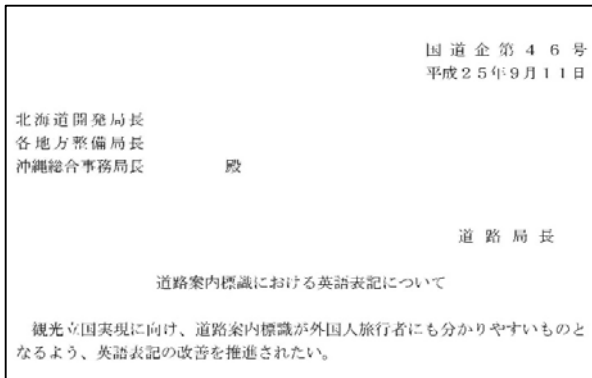 国道企第46号
平成25年9月11日
北海道開発局長
各地方整備局長
沖縄総合事務局長 殿
道路局長
道路案内標識における英語表記について
観光立国実現に向け、道路案内標識が外国人旅行者にも分かりやすいものと
なるよう、英語表記の改善を推進されたい。